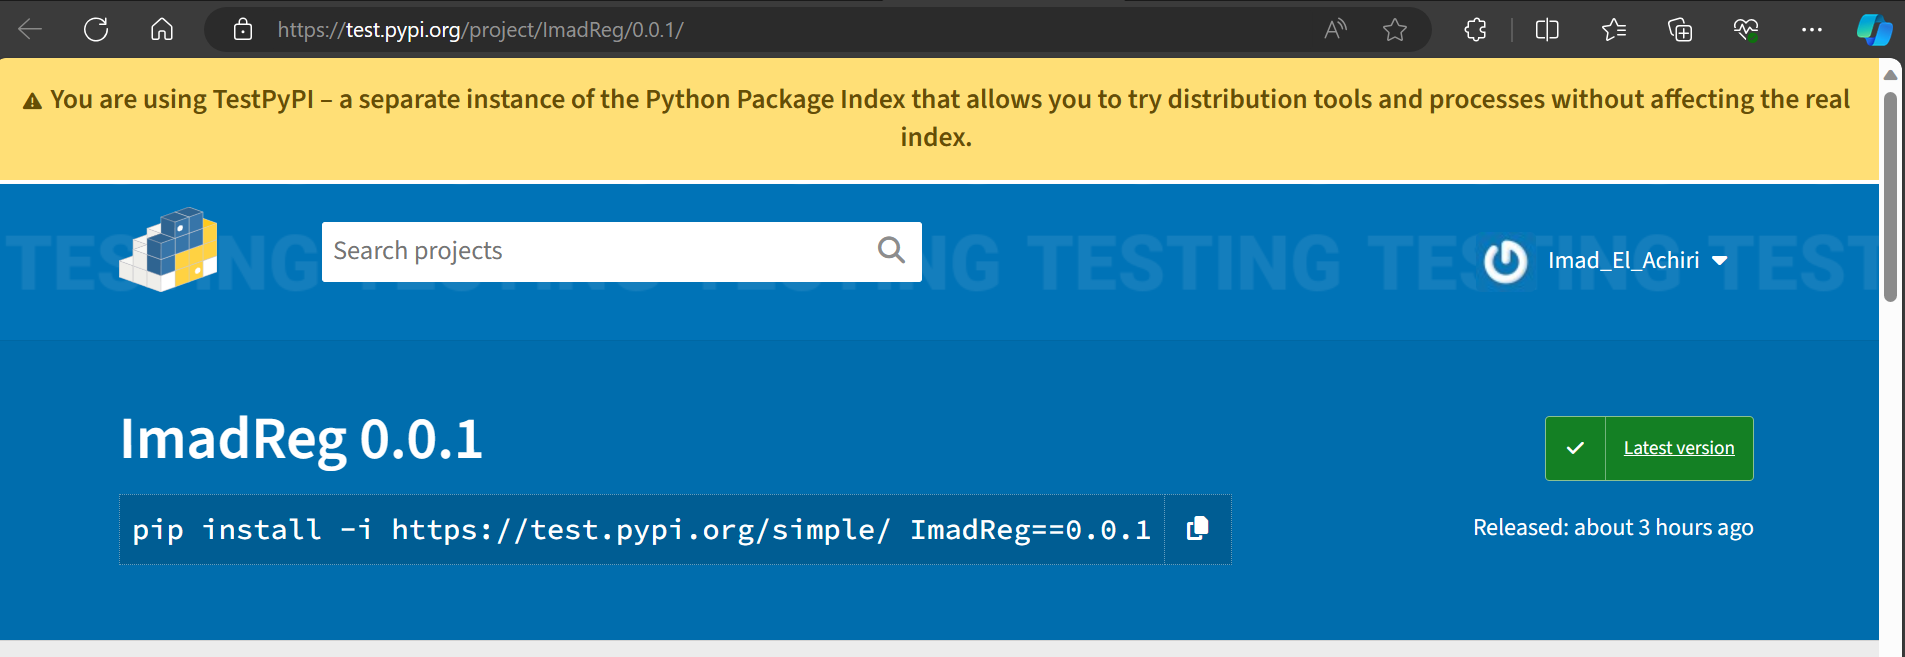 https://test.pypi.org/project/ImadReg/0.0.1/
You are using TestPyPI – a separate instance of the Python Package Index that allows you to try distribution tools and processes without affecting the real
index.
TESTING TESTING TESTING TESTING TESTING TEST
Search projects
Imad_El_Achiri
ImadReg 0.0.1
Latest version
pip install -i https://test.pypi.org/simple/ ImadReg==0.0.1
Released: about 3 hours ago